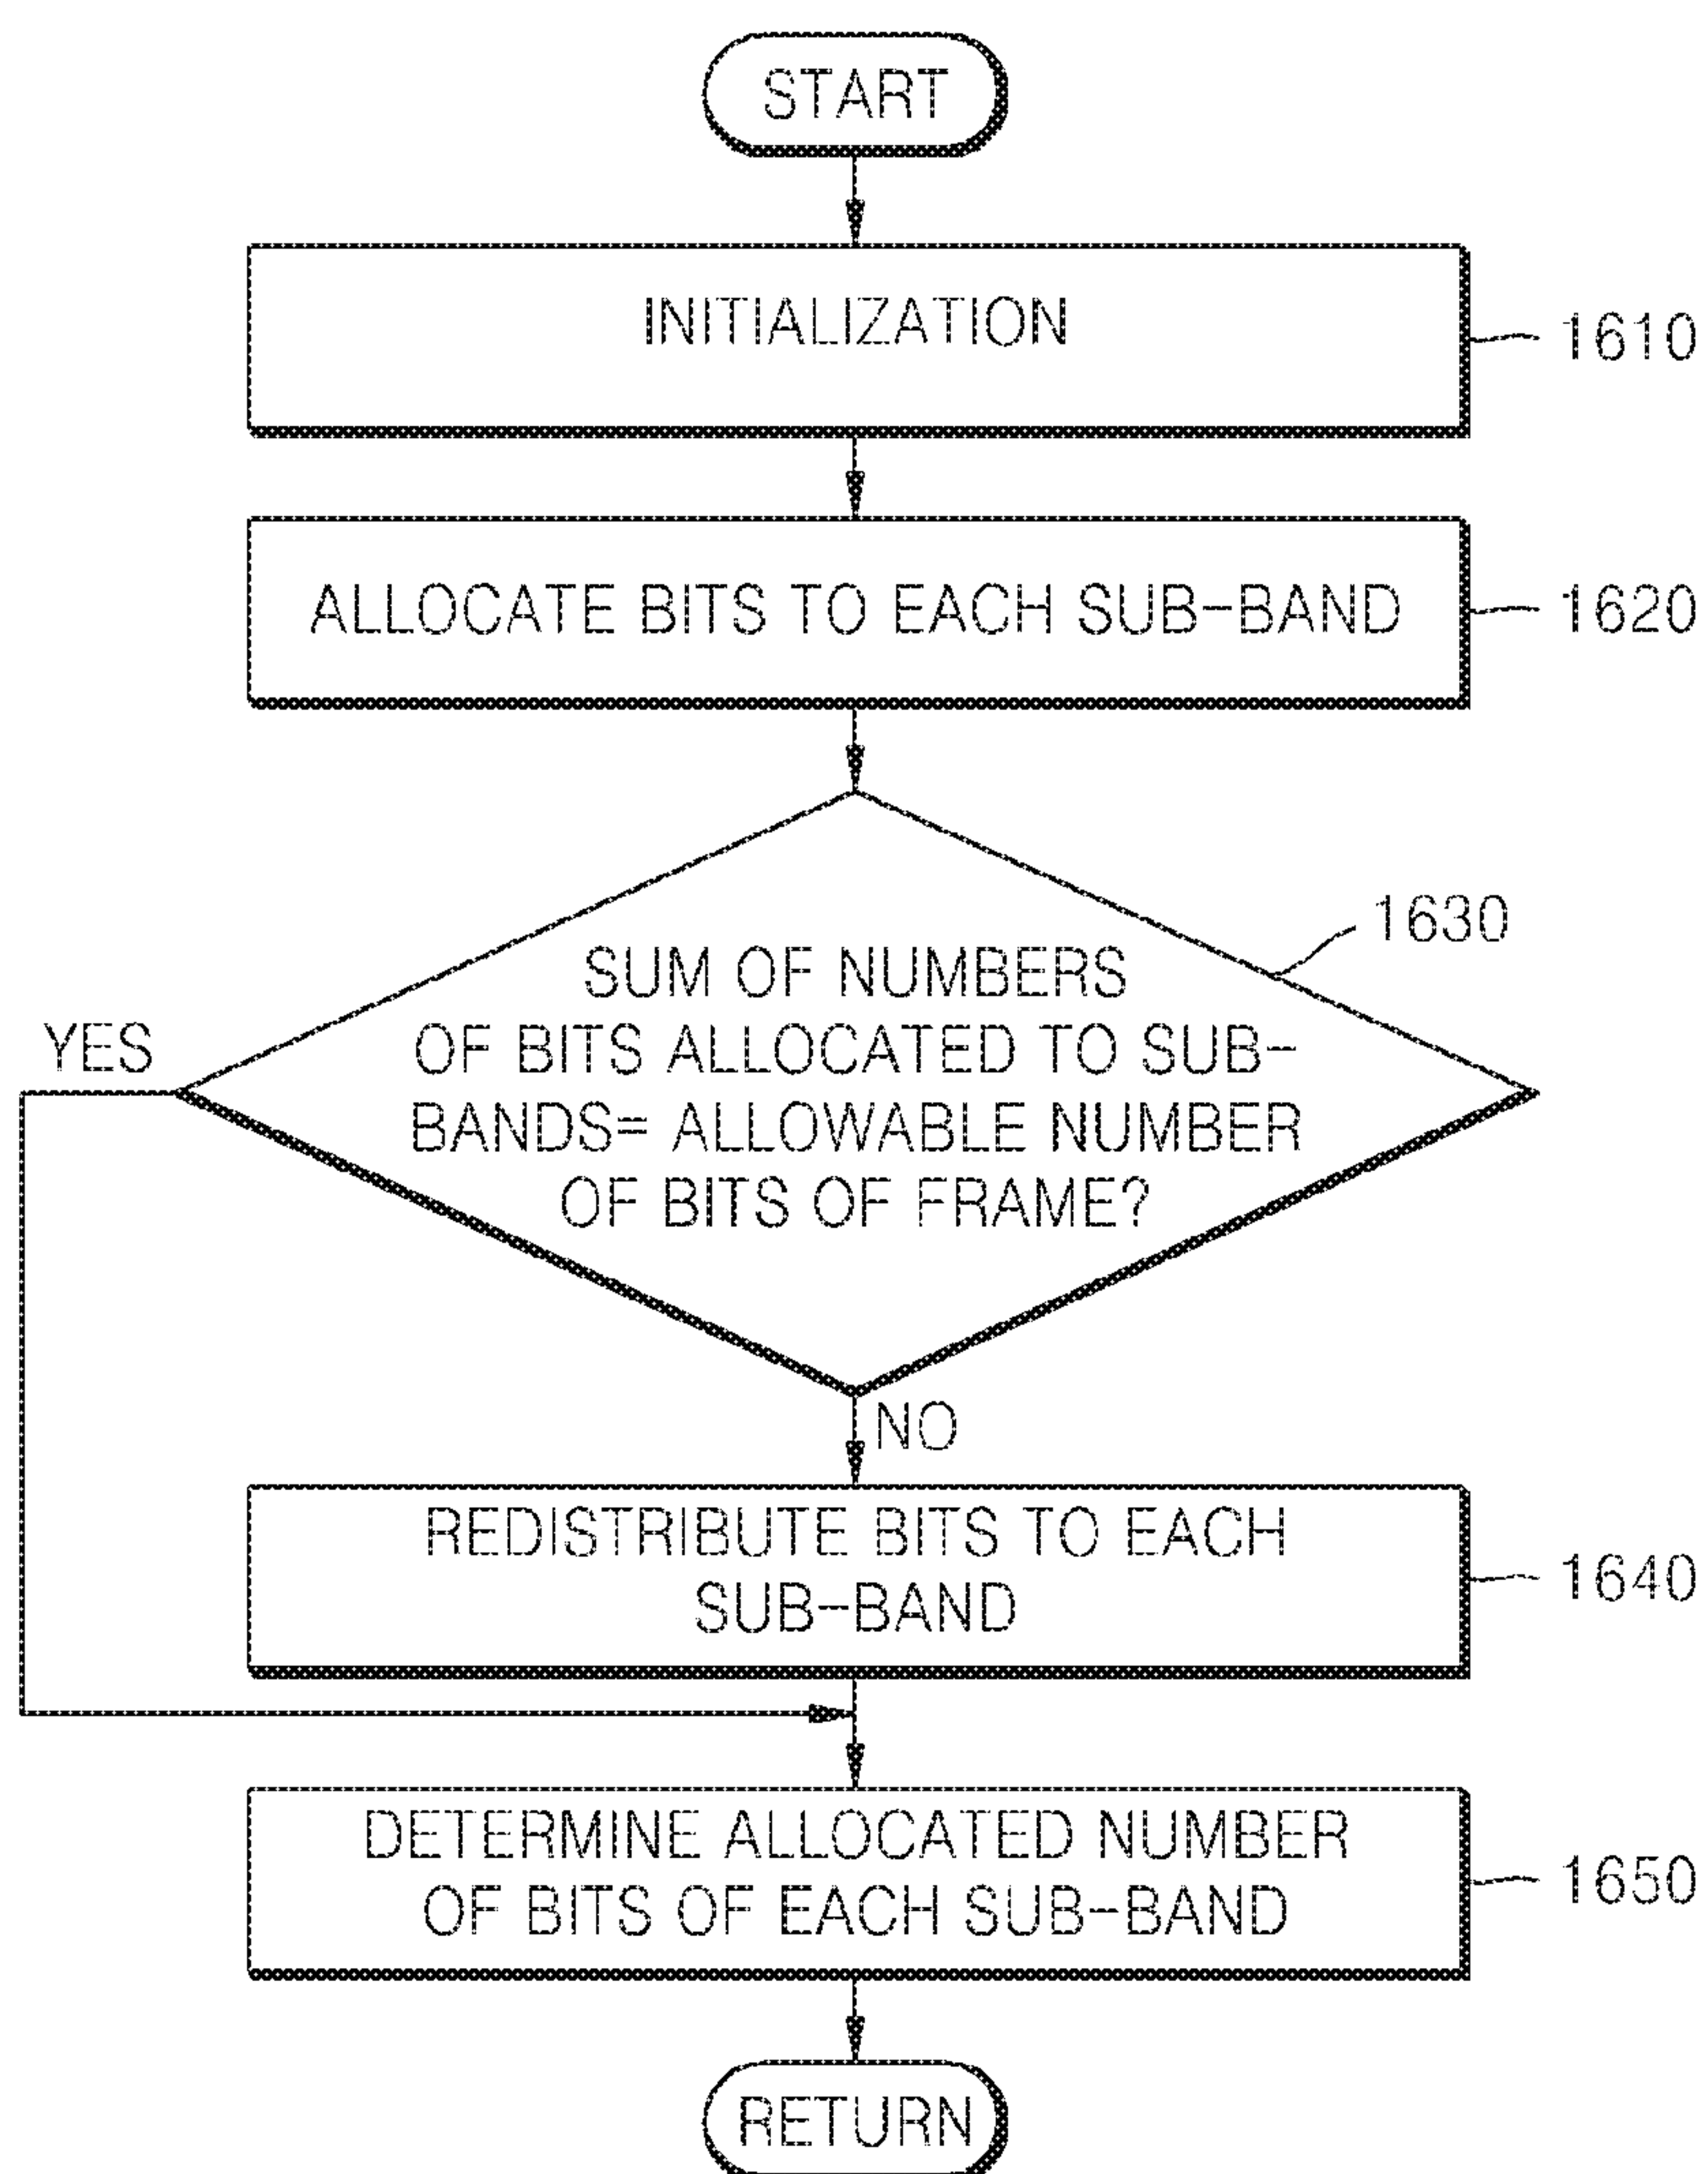 START
INITIALIZATION
1610
ALLOCATE BITS TO EACH SUB-BAND
1620
1630
SUM OF NUMBERS
OF BITS ALLOCATED TO SUB-
BANDS= ALLOWABLE NUMBER
OF BITS OF FRAME?
YES
NO
REDISTRIBUTE BITS TO EACH
SUB-BAND
1640
DETERMINE ALLOCATED NUMBER
OF BITS OF EACH SUB-BAND
1650
RETURN